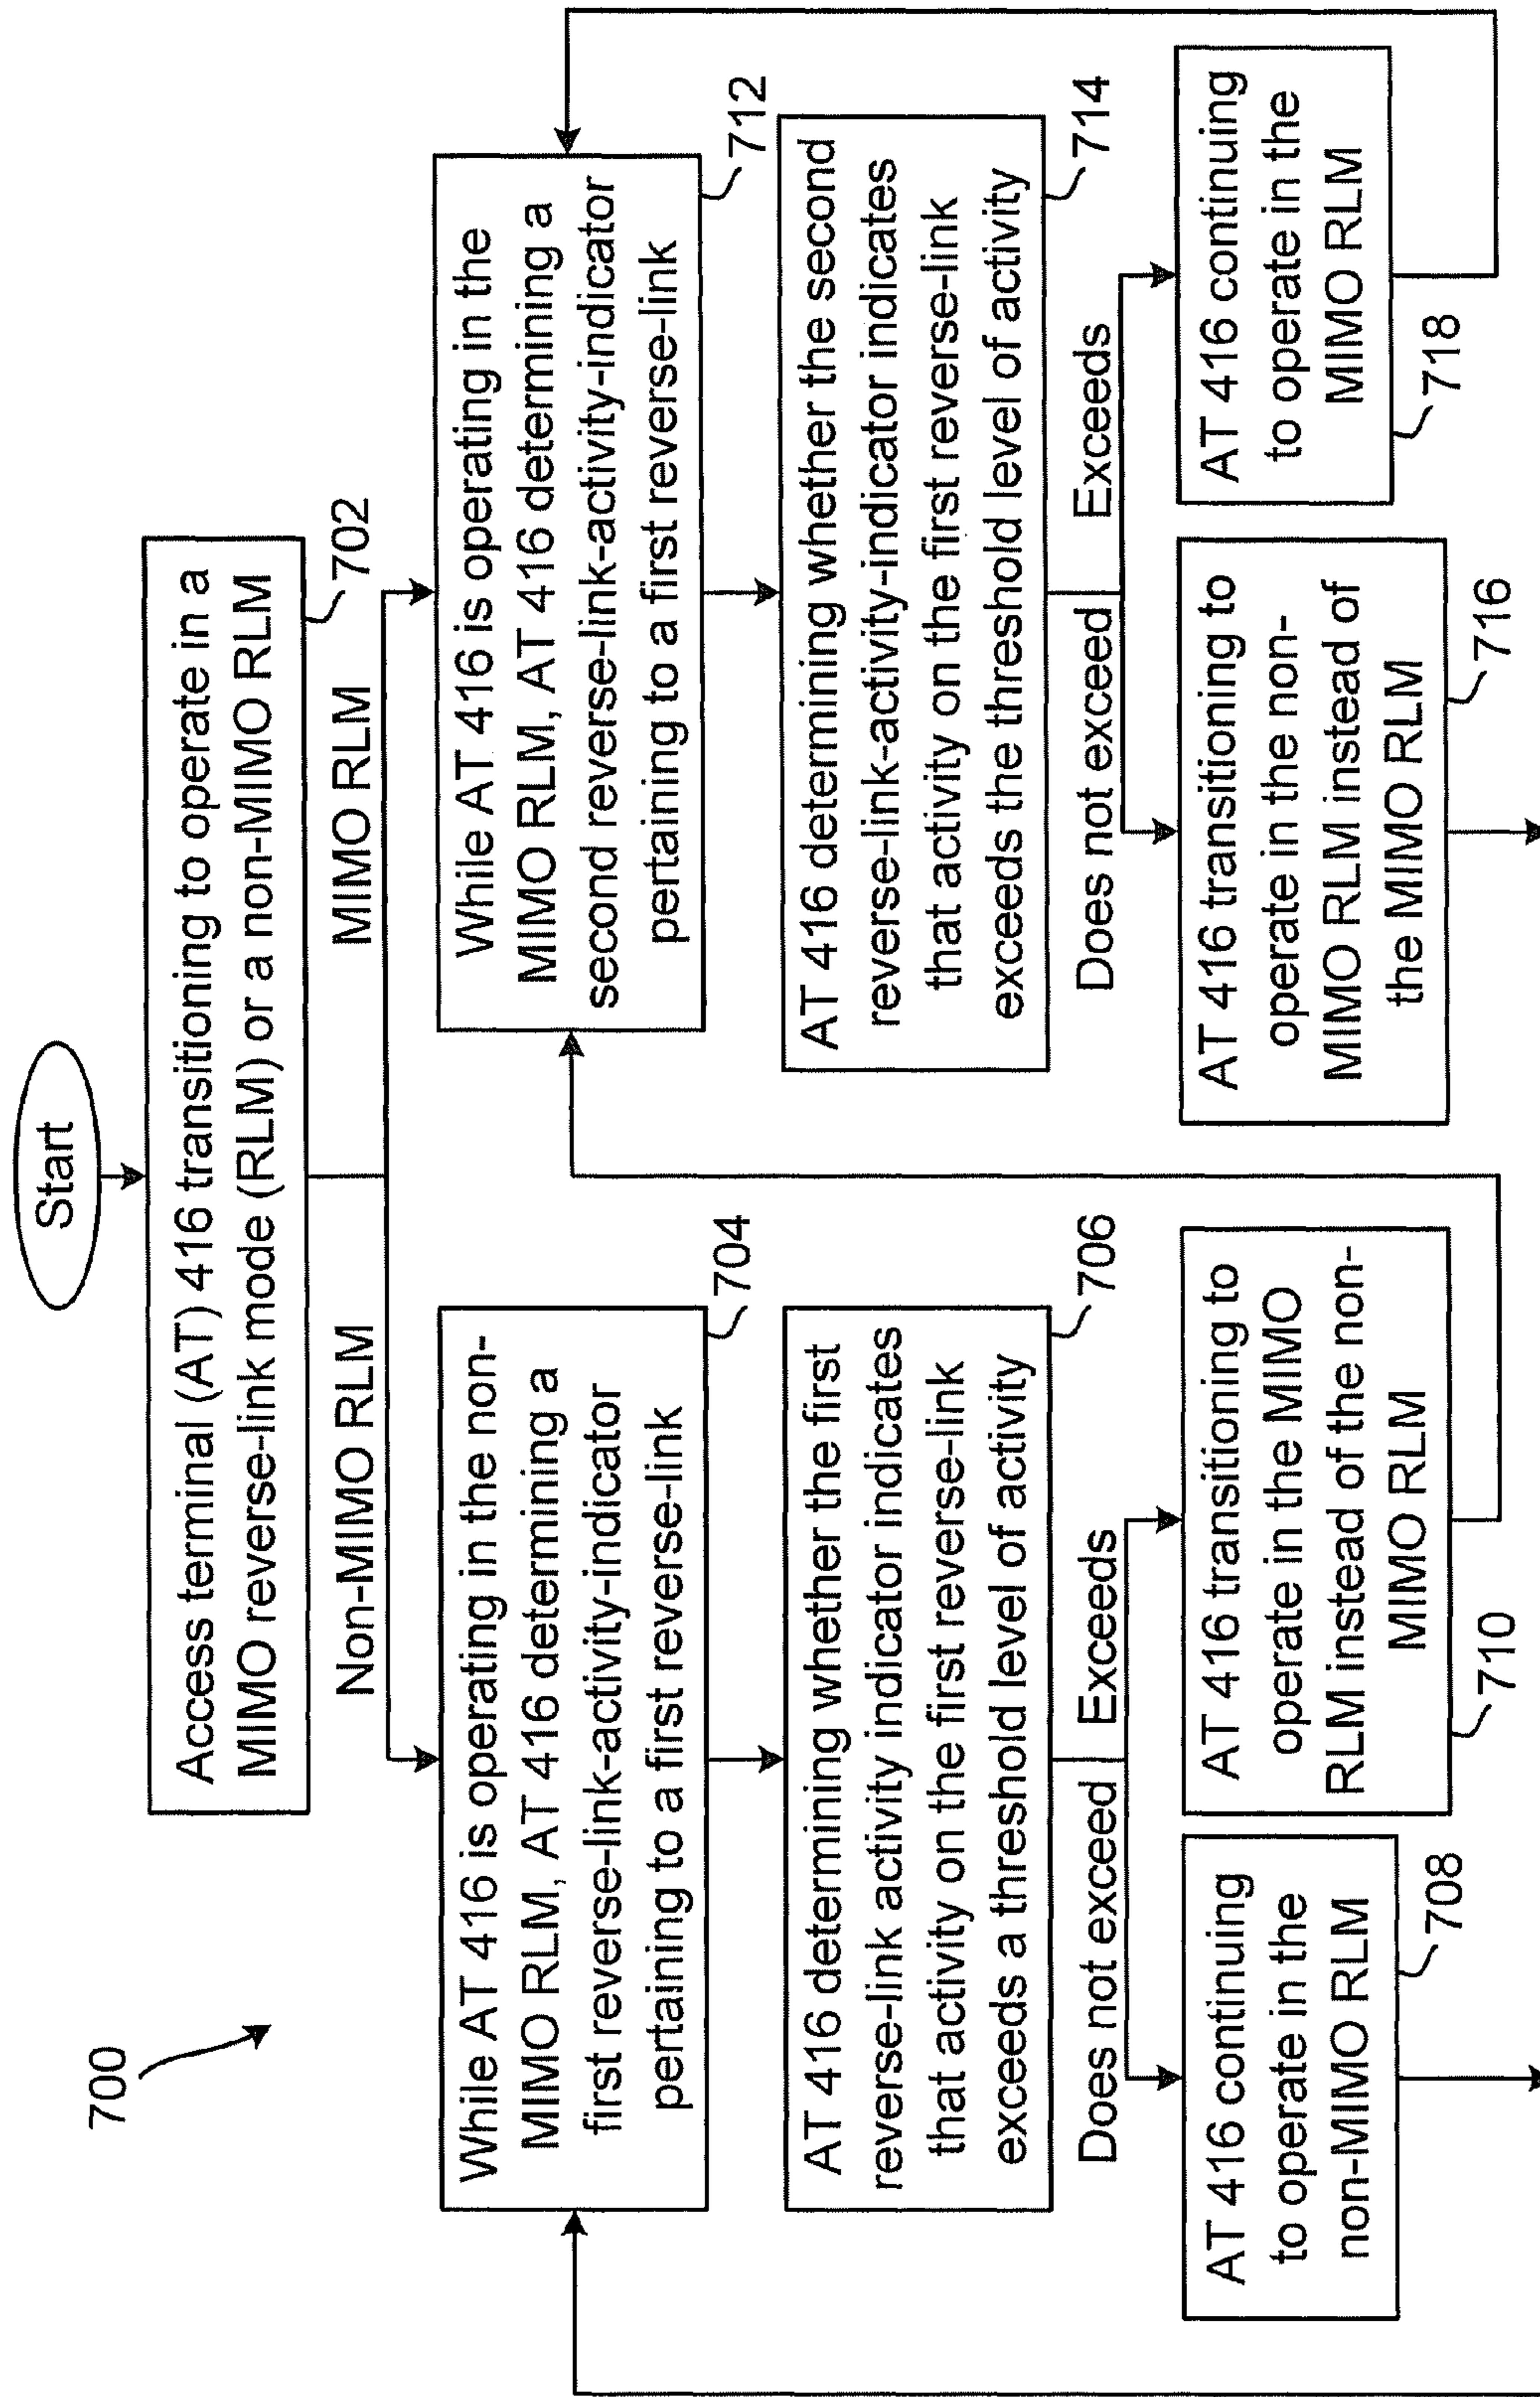 700
Start
Access terminal (AT) 416 transitioning to operate in a
MIMO reverse-link mode (RLM) or a non-MIMO RLM
702
Non-MIMO RLM
MIMO RLM
While AT 416 is operating in the non-
MIMO RLM, AT 416 determining a
first reverse-link-activity-indicator
pertaining to a first reverse-link
704
AT 416 determining whether the first
reverse-link activity indicator indicates
that activity on the first reverse-link
exceeds a threshold level of activity
706
Does not exceed
Exceeds
AT 416 continuing
to operate in the
non-MIMO RLM
708
AT 416 transitioning to
operate in the MIMO
RLM instead of the non-
MIMO RLM
710
While AT 416 is operating in the
MIMO RLM, AT 416 determining a
second reverse-link-activity-indicator
pertaining to a first reverse-link
712
AT 416 determining whether the second
reverse-link-activity-indicator indicates
that activity on the first reverse-link
exceeds the threshold level of activity
714
Does not exceed
Exceeds
AT 416 transitioning to
operate in the non-
MIMO RLM instead of
the MIMO RLM
716
AT 416 continuing
to operate in the
MIMO RLM
718